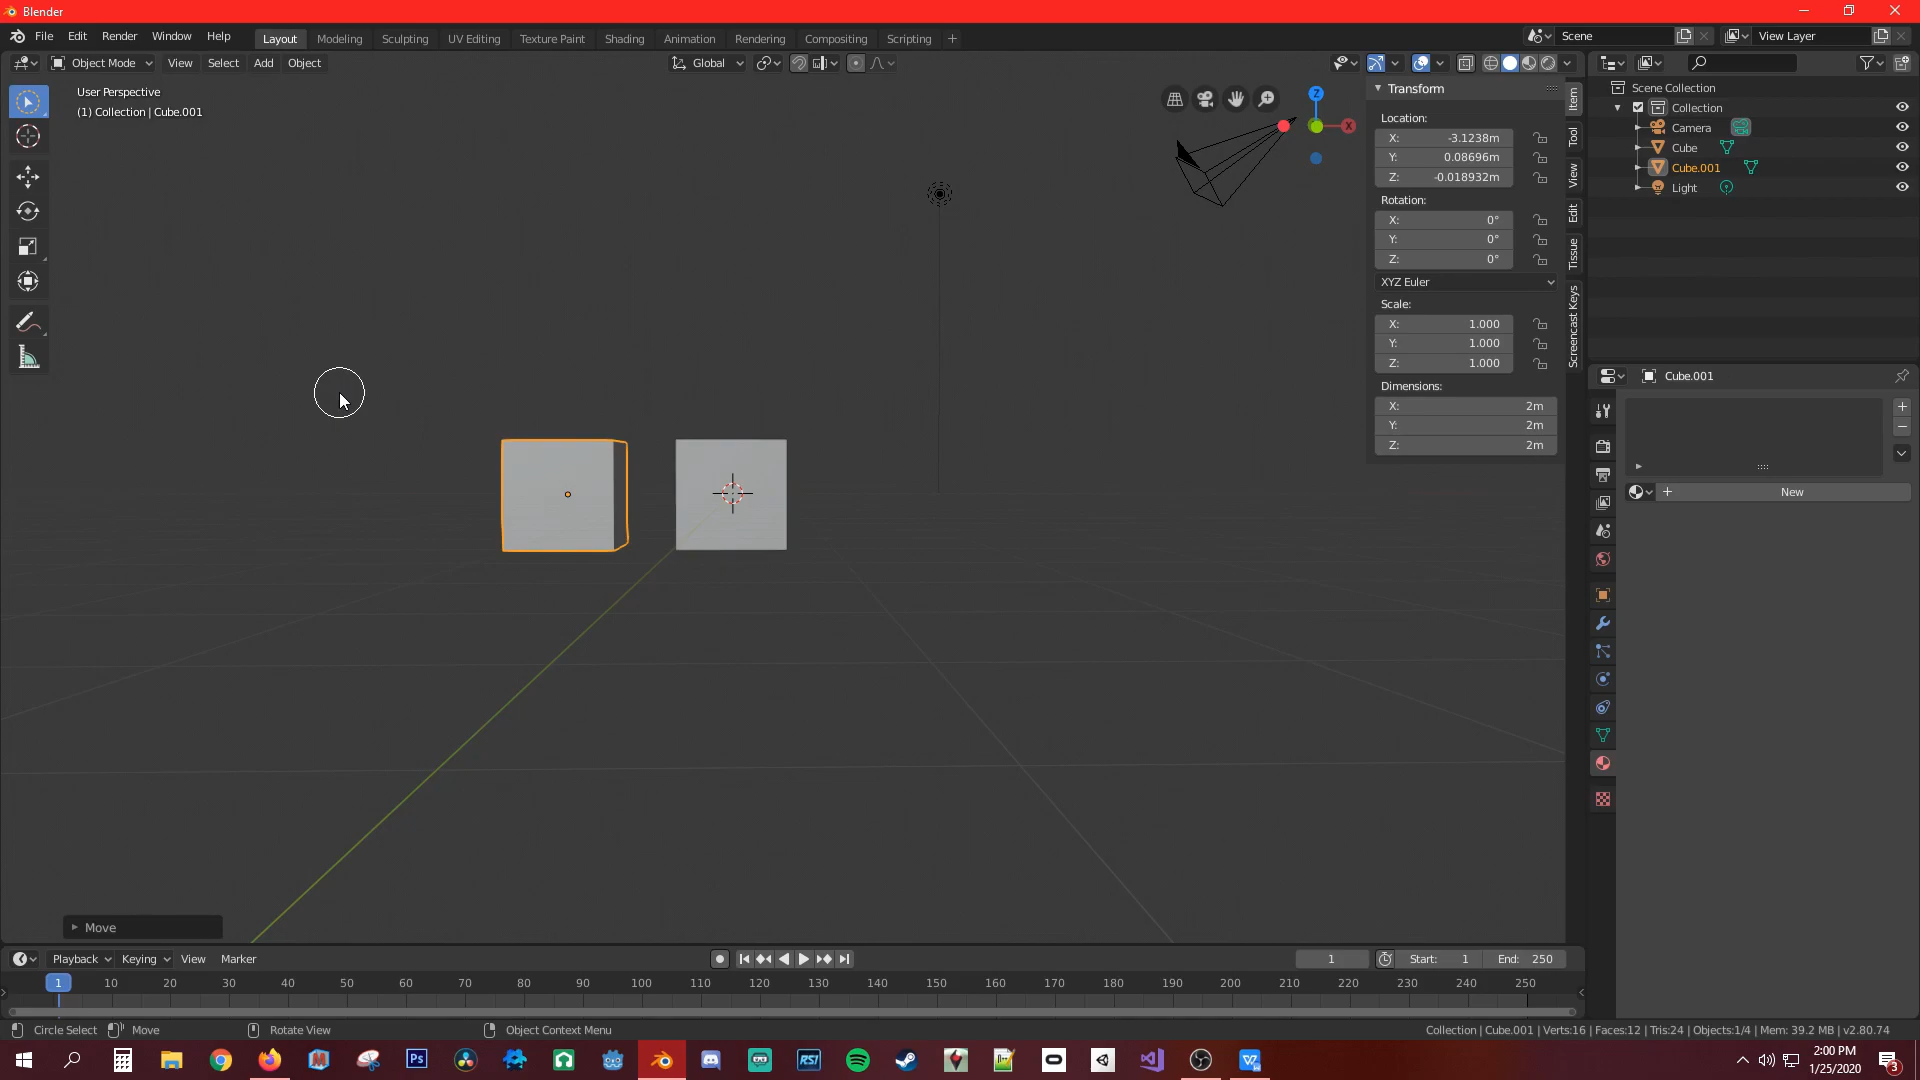 Blender
File Edit Render Window Help
Layout Modeling Sculpting UV Editing Texture Paint Shading Animation Rendering Compositing Scripting +
Scene
View Layer
Object Mode View Select Add Object
Global
User Perspective
(1) Collection | Cube.001
Z
X
Transform
Location:
X: -3.1238m
Y: 0.08696m
Z: -0.018932m
Rotation:
X: 0°
Y: 0°
Z: 0°
XYZ Euler
Scale:
X: 1.000
Y: 1.000
Z: 1.000
Dimensions:
X: 2m
Y: 2m
Z: 2m
Item
Tool
View
Edit
Tissue
Screencast Keys
Scene Collection
Collection
Camera
Cube
Cube.001
Light
Cube.001
New
Move
Playback Keying View Marker
1
Start: 1
End: 250
1 10 20 30 40 50 60 70 80 90 100 110 120 130 140 150 160 170 180 190 200 210 220 230 240 250
Circle Select Move Rotate View Object Context Menu
Collection | Cube.001 | Verts:16 | Faces:12 | Tris:24 | Objects:1/4 | Mem: 39.2 MB | v2.80.74
Ps
RSI
2:00 PM
1/25/2020
3